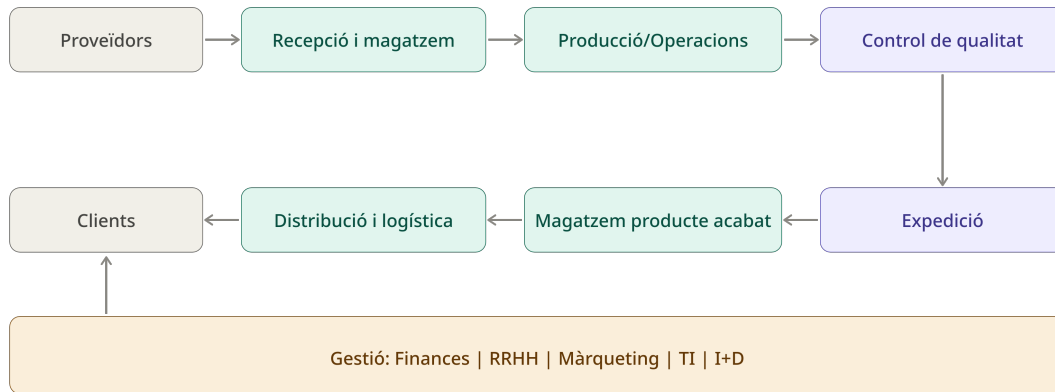 Proveïdors
Recepció i magatzem
Producció/Operacions
Control de qualitat
Clients
Distribució i logística
Magatzem producte acabat
Expedició
Gestió: Finances | RRHH | Màrqueting | TI | I+D